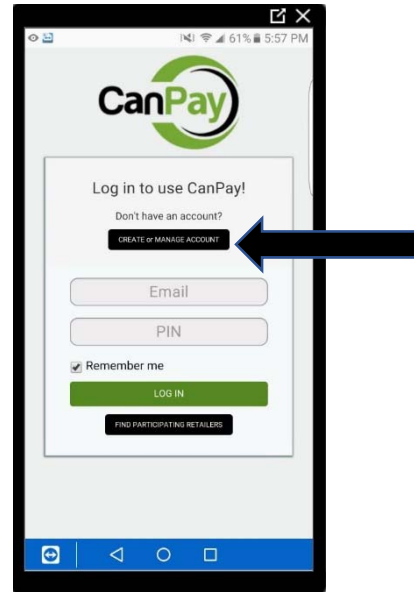 61% 5:57 PM
CanPay
Log in to use CanPay!
Don't have an account?
CREATE or MANAGE ACCOUNT
Email
PIN
Remember me
LOG IN
FIND PARTICIPATING RETAILERS